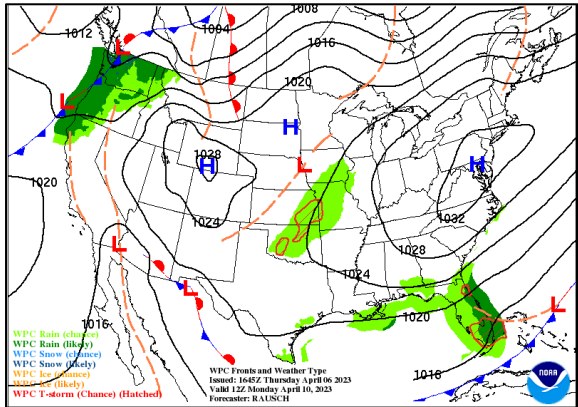 1008
1012
1004
1016
L
L
1020
H
1028
H
L
H
1020
1024
1032
1028
L
1024
L
L
1016
1020
1016
WPC Rain (chance)
WPC Rain (likely)
WPC Snow (chance)
WPC Snow (likely)
WPC Ice (chance)
WPC Ice (likely)
WPC T-storm (Chance) (Hatched)
WPC Fronts and Weather Type
Issued: 1645Z Thursday April 06 2023
Valid 12Z Monday April 10, 2023
Forecaster: RAUSCH
NOAA